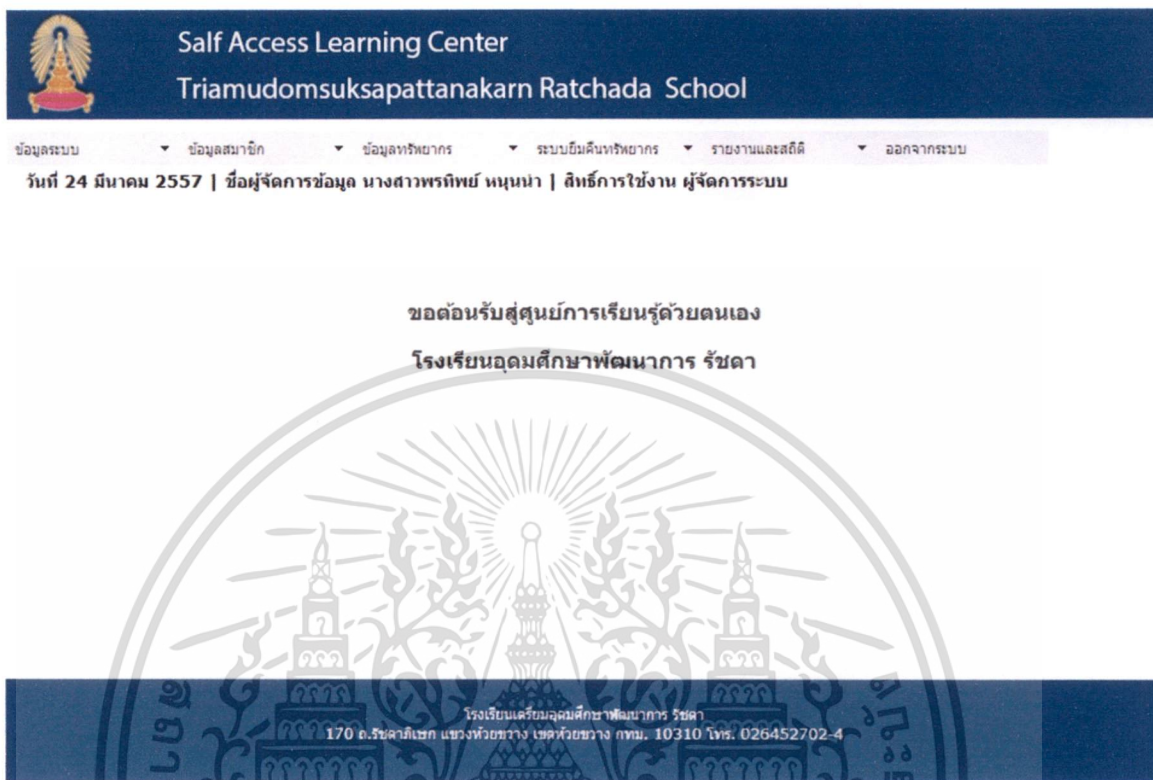 Salf Access Learning Center
Triamudomsuksapattanakarn Ratchada School
ข้อมูลระบบ ข้อมูลสมาชิก ข้อมูลทรัพยากร ระบบยืมคืนทรัพยากร รายงานและสถิติ ออกจากระบบ
วันที่ 24 มีนาคม 2557 | ชื่อผู้จัดการข้อมูล นางสาวพรทิพย์ หนุนน่า | สิทธิ์การใช้งาน ผู้จัดการระบบ
ขอต้อนรับสู่ศูนย์การเรียนรู้ด้วยตนเอง
โรงเรียนอุดมศึกษาพัฒนาการ รัชดา
โรงเรียนเตรียมอุดมศึกษาพัฒนาการ รัชดา
170 ถ.รัชดาภิเษก แขวงห้วยขวาง เขตห้วยขวาง กทม. 10310 โทร. 026452702-4